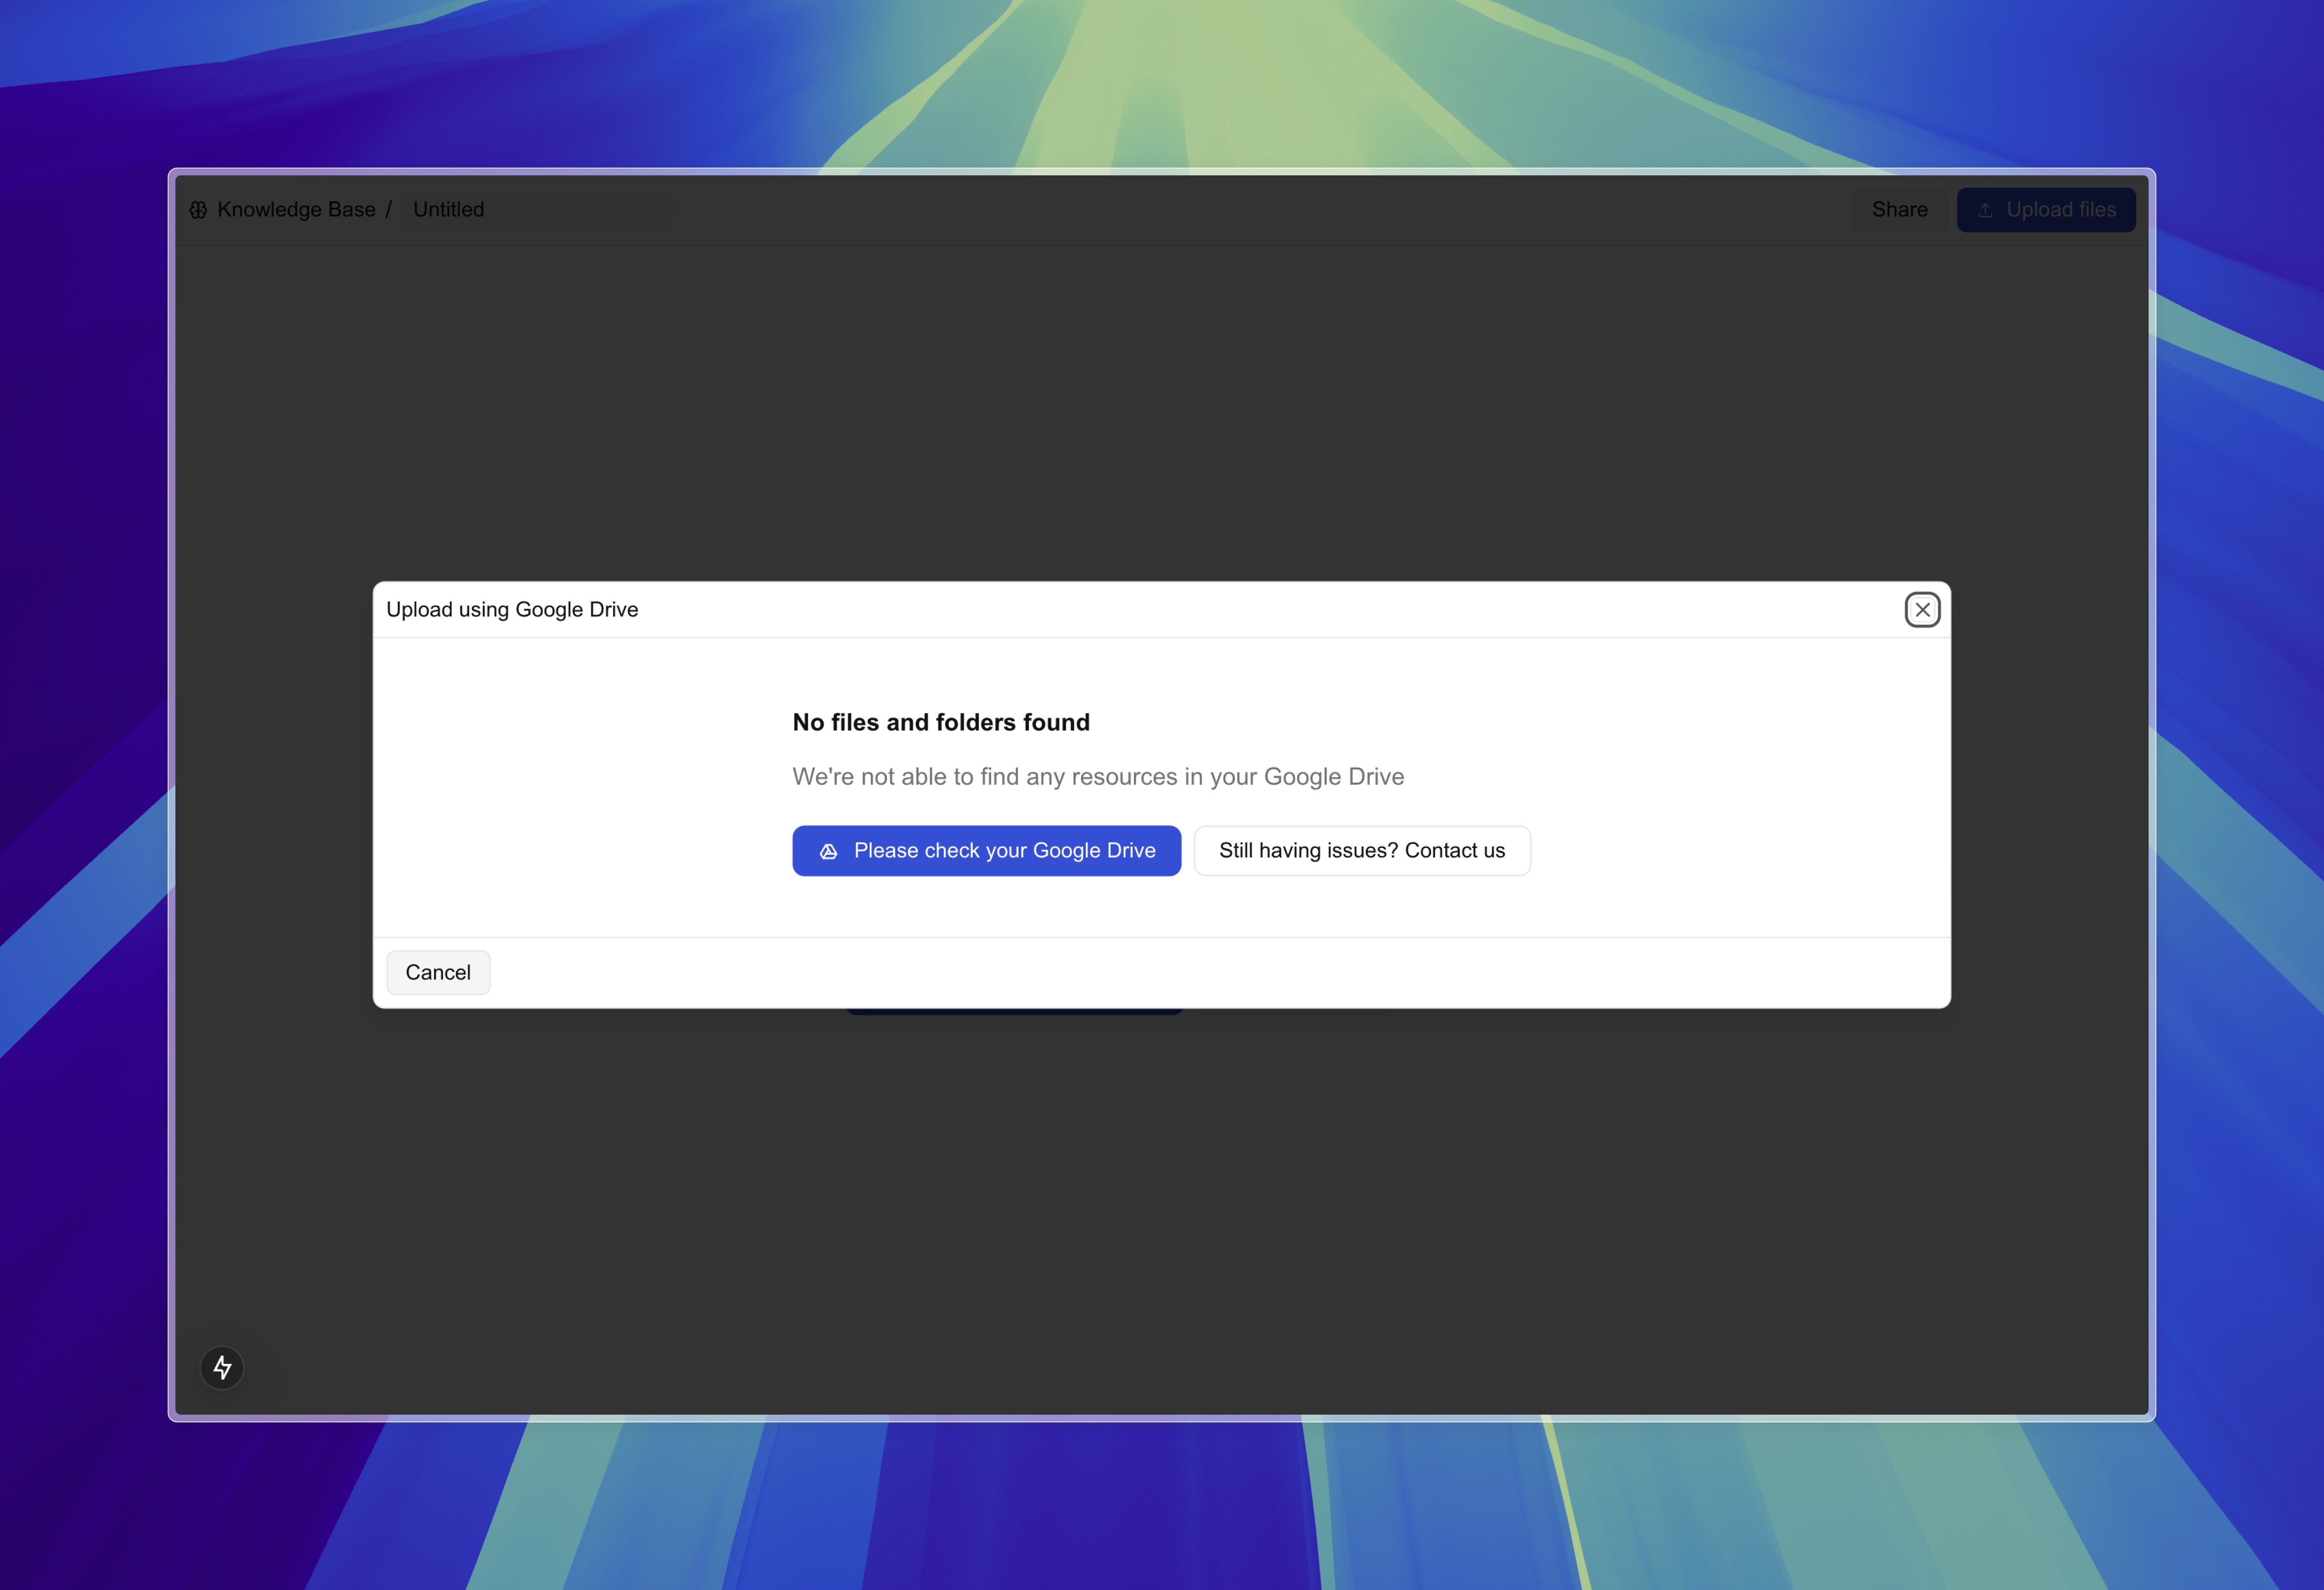 Knowledge Base / Untitled
Share
Upload files
Upload using Google Drive
No files and folders found
We're not able to find any resources in your Google Drive
Please check your Google Drive
Still having issues? Contact us
Cancel